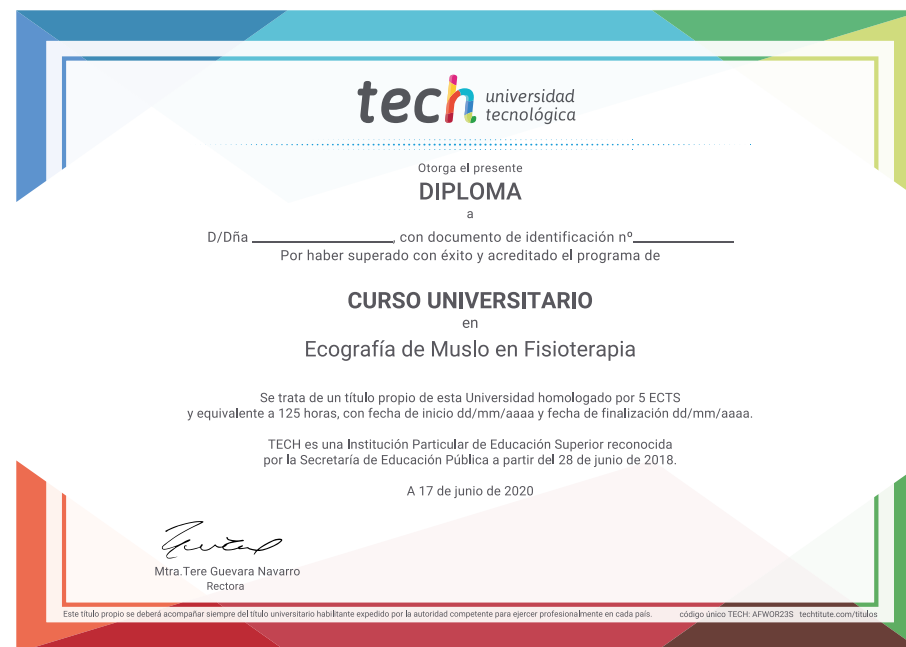 tech universidad
tecnológica
Otorga el presente
DIPLOMA
a
D/Dña ____________________, con documento de identificación nº______________
Por haber superado con éxito y acreditado el programa de
CURSO UNIVERSITARIO
en
Ecografía de Muslo en Fisioterapia
Se trata de un título propio de esta Universidad homologado por 5 ECTS
y equivalente a 125 horas, con fecha de inicio dd/mm/aaaa y fecha de finalización dd/mm/aaaa.
TECH es una Institución Particular de Educación Superior reconocida
por la Secretaría de Educación Pública a partir del 28 de junio de 2018.
A 17 de junio de 2020
Mtra.Tere Guevara Navarro
Rectora
Este título propio se deberá acompañar siempre del título universitario habilitante expedido por la autoridad competente para ejercer profesionalmente en cada país. código único TECH: AFWOR23S techtitute.com/titulos